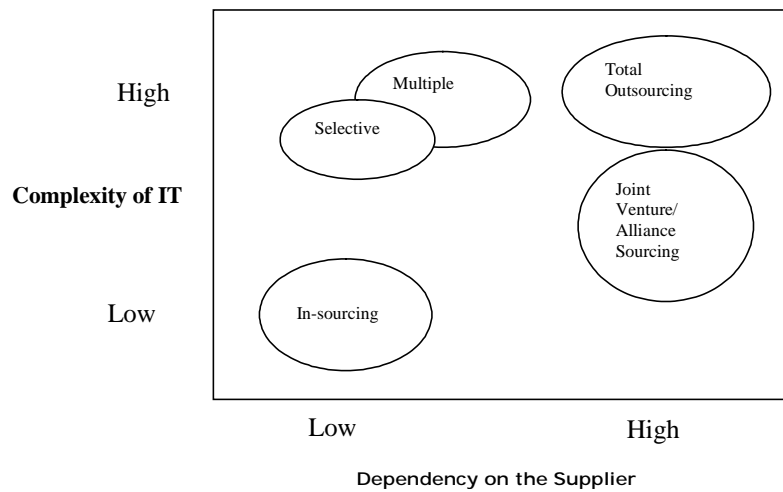 High
Multiple
Total
Outsourcing
Selective
Complexity of IT
Joint
Venture/
Alliance
Sourcing
Low
In-sourcing
Low
High
Dependency on the Supplier